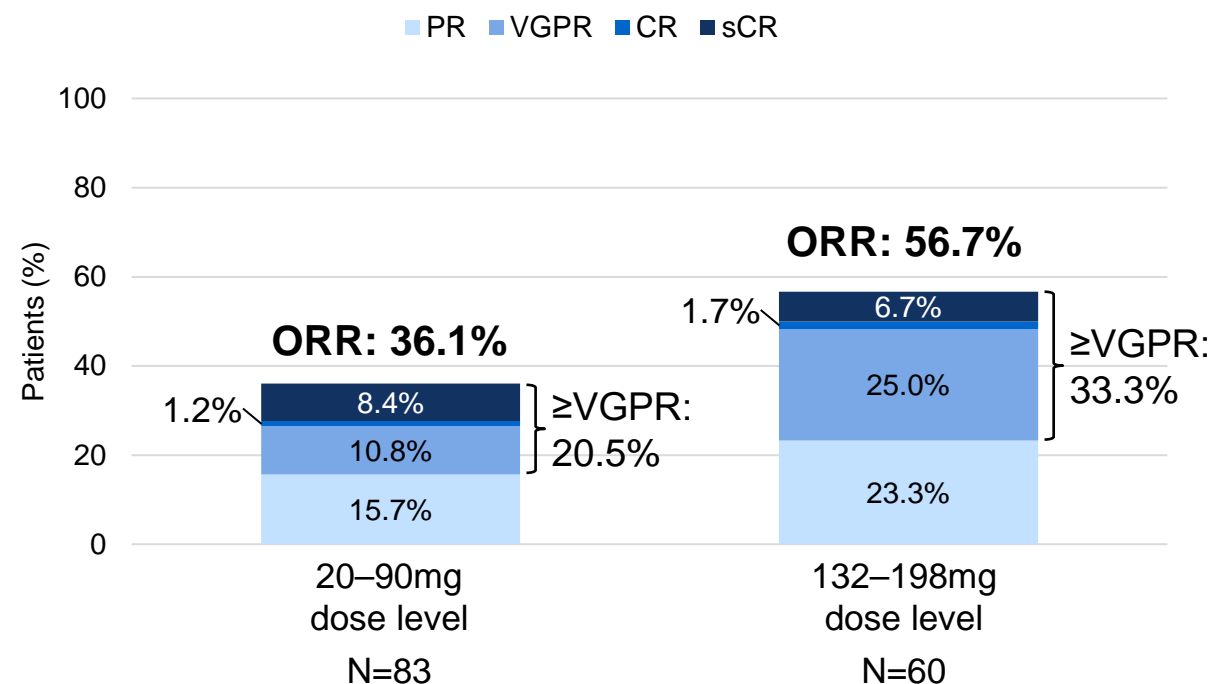 PR VGPR CR sCR
Patients (%)
100
80
60
40
20
0
ORR: 36.1%
8.4%
1.2%
10.8%
15.7%
≥VGPR:
20.5%
ORR: 56.7%
6.7%
1.7%
25.0%
23.3%
≥VGPR:
33.3%
20–90mg
dose level
N=83
132–198mg
dose level
N=60